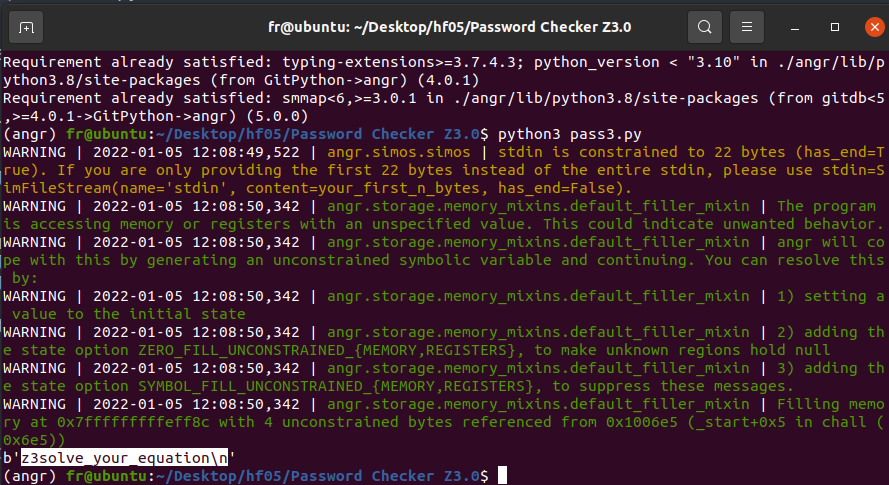 fr@ubuntu: ~/Desktop/hf05/Password Checker Z3.0
Requirement already satisfied: typing-extensions>=3.7.4.3; python_version < "3.10" in ./angr/lib/p
ython3.8/site-packages (from GitPython->angr) (4.0.1)
Requirement already satisfied: smmap<6,>=3.0.1 in ./angr/lib/python3.8/site-packages (from gitdb<5
,>=4.0.1->GitPython->angr) (5.0.0)
(angr) fr@ubuntu:~/Desktop/hf05/Password Checker Z3.0$ python3 pass3.py
WARNING | 2022-01-05 12:08:49,522 | angr.simos.simos | stdin is constrained to 22 bytes (has_end=T
rue). If you are only providing the first 22 bytes instead of the entire stdin, please use stdin=S
imFileStream(name='stdin', content=your_first_n_bytes, has_end=False).
WARNING | 2022-01-05 12:08:50,342 | angr.storage.memory_mixins.default_filler_mixin | The program
is accessing memory or registers with an unspecified value. This could indicate unwanted behavior.
WARNING | 2022-01-05 12:08:50,342 | angr.storage.memory_mixins.default_filler_mixin | angr will co
pe with this by generating an unconstrained symbolic variable and continuing. You can resolve this
 by:
WARNING | 2022-01-05 12:08:50,342 | angr.storage.memory_mixins.default_filler_mixin | 1) setting a
 value to the initial state
WARNING | 2022-01-05 12:08:50,342 | angr.storage.memory_mixins.default_filler_mixin | 2) adding th
e state option ZERO_FILL_UNCONSTRAINED_{MEMORY,REGISTERS}, to make unknown regions hold null
WARNING | 2022-01-05 12:08:50,342 | angr.storage.memory_mixins.default_filler_mixin | 3) adding th
e state option SYMBOL_FILL_UNCONSTRAINED_{MEMORY,REGISTERS}, to suppress these messages.
WARNING | 2022-01-05 12:08:50,342 | angr.storage.memory_mixins.default_filler_mixin | Filling memo
ry at 0x7fffffffffeff8c with 4 unconstrained bytes referenced from 0x1006e5 (_start+0x5 in chall (
0x6e5))
b'z3solve_your_equation\n'
(angr) fr@ubuntu:~/Desktop/hf05/Password Checker Z3.0$